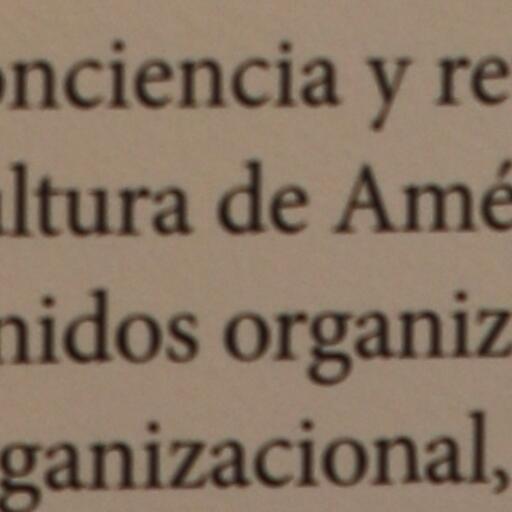 onciencia y re
ultura de Amé
nidos organiz
ganizacional,